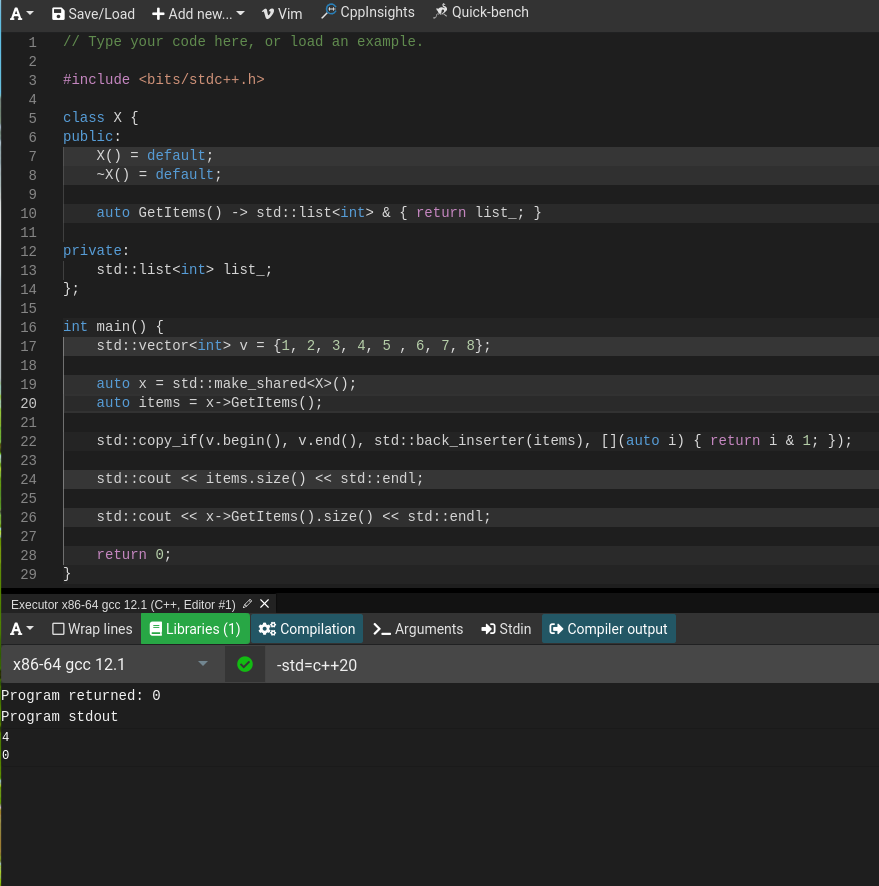 A Save/Load Add new... Vim CppInsights Quick-bench
1 // Type your code here, or load an example.
2
3 #include <bits/stdc++.h>
4
5 class X {
6 public:
7     X() = default;
8     ~X() = default;
9
10     auto GetItems() -> std::list<int> & { return list_; }
11
12 private:
13     std::list<int> list_;
14 };
15
16 int main() {
17     std::vector<int> v = {1, 2, 3, 4, 5 , 6, 7, 8};
18
19     auto x = std::make_shared<X>();
20     auto items = x->GetItems();
21
22     std::copy_if(v.begin(), v.end(), std::back_inserter(items), [](auto i) { return i & 1; });
23
24     std::cout << items.size() << std::endl;
25
26     std::cout << x->GetItems().size() << std::endl;
27
28     return 0;
29 }
Executor x86-64 gcc 12.1 (C++, Editor #1)
A Wrap lines Libraries (1) Compilation Arguments Stdin Compiler output
x86-64 gcc 12.1 -std=c++20
Program returned: 0
Program stdout
4
0